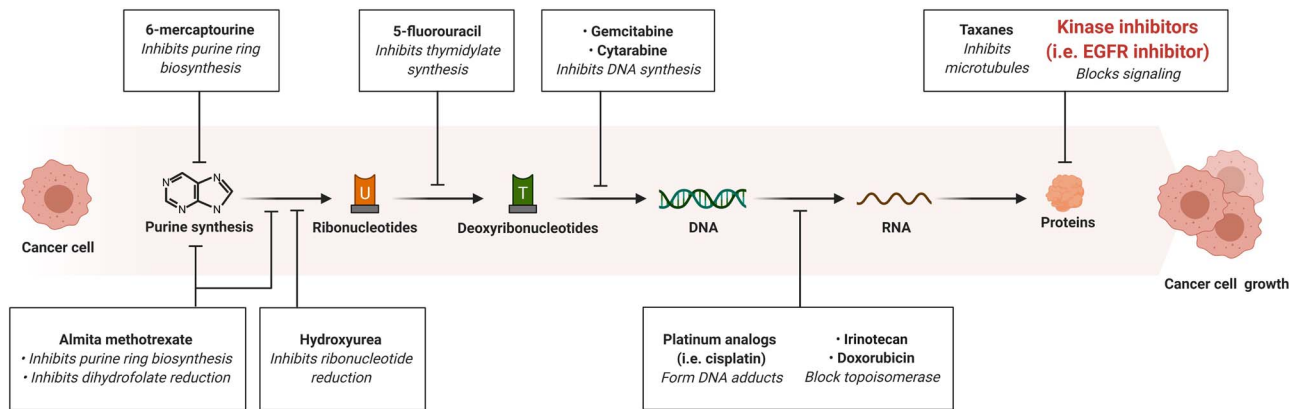 6-mercaptourine
Inhibits purine ring
biosynthesis
5-fluorouracil
Inhibits thymidylate
synthesis
• Gemcitabine
• Cytarabine
Inhibits DNA synthesis
Taxanes
Inhibits
microtubules
Kinase inhibitors
(i.e. EGFR inhibitor)
Blocks signaling
Cancer cell
N
N
N
N
Purine synthesis
U
Ribonucleotides
T
Deoxyribonucleotides
DNA
RNA
Proteins
Cancer cell growth
Almita methotrexate
• Inhibits purine ring biosynthesis
• Inhibits dihydrofolate reduction
Hydroxyurea
Inhibits ribonucleotide
reduction
Platinum analogs
(i.e. cisplatin)
Form DNA adducts
• Irinotecan
• Doxorubicin
Block topoisomerase